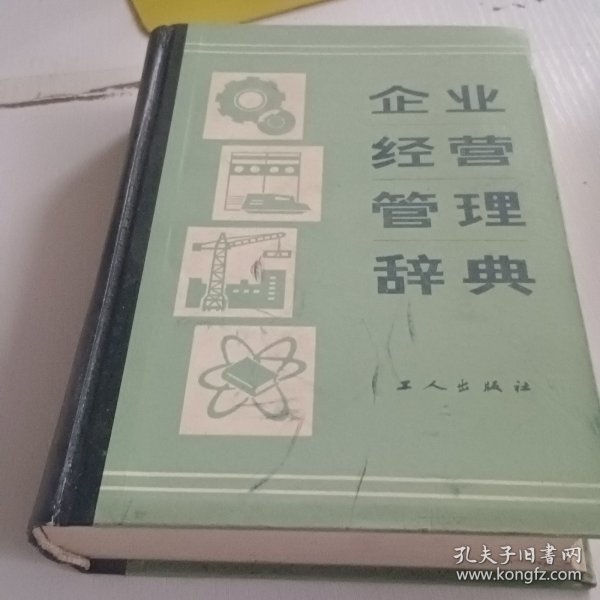 企业
经营
管理
辞典
工人出版社
孔夫子旧书网
www.kongfz.com